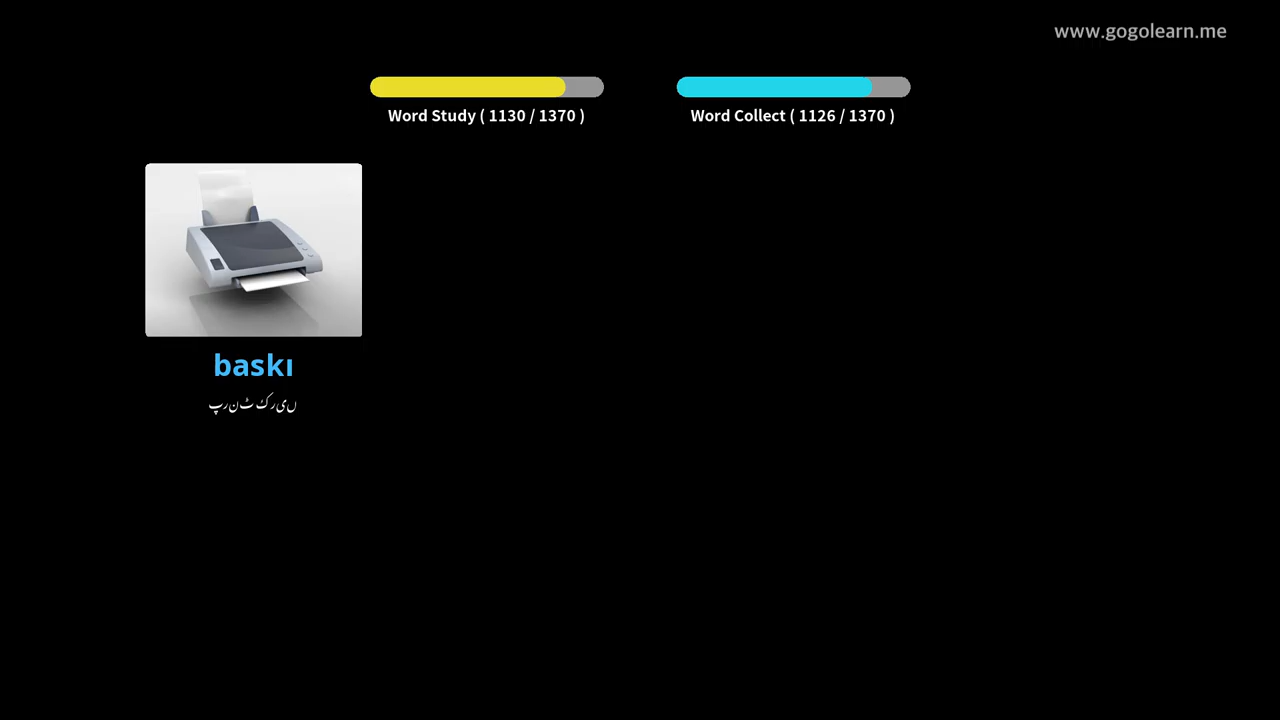 www.gogolearn.me
Word Study ( 1130 / 1370 )
Word Collect ( 1126 / 1370 )
baskı
پرنٹ کریں